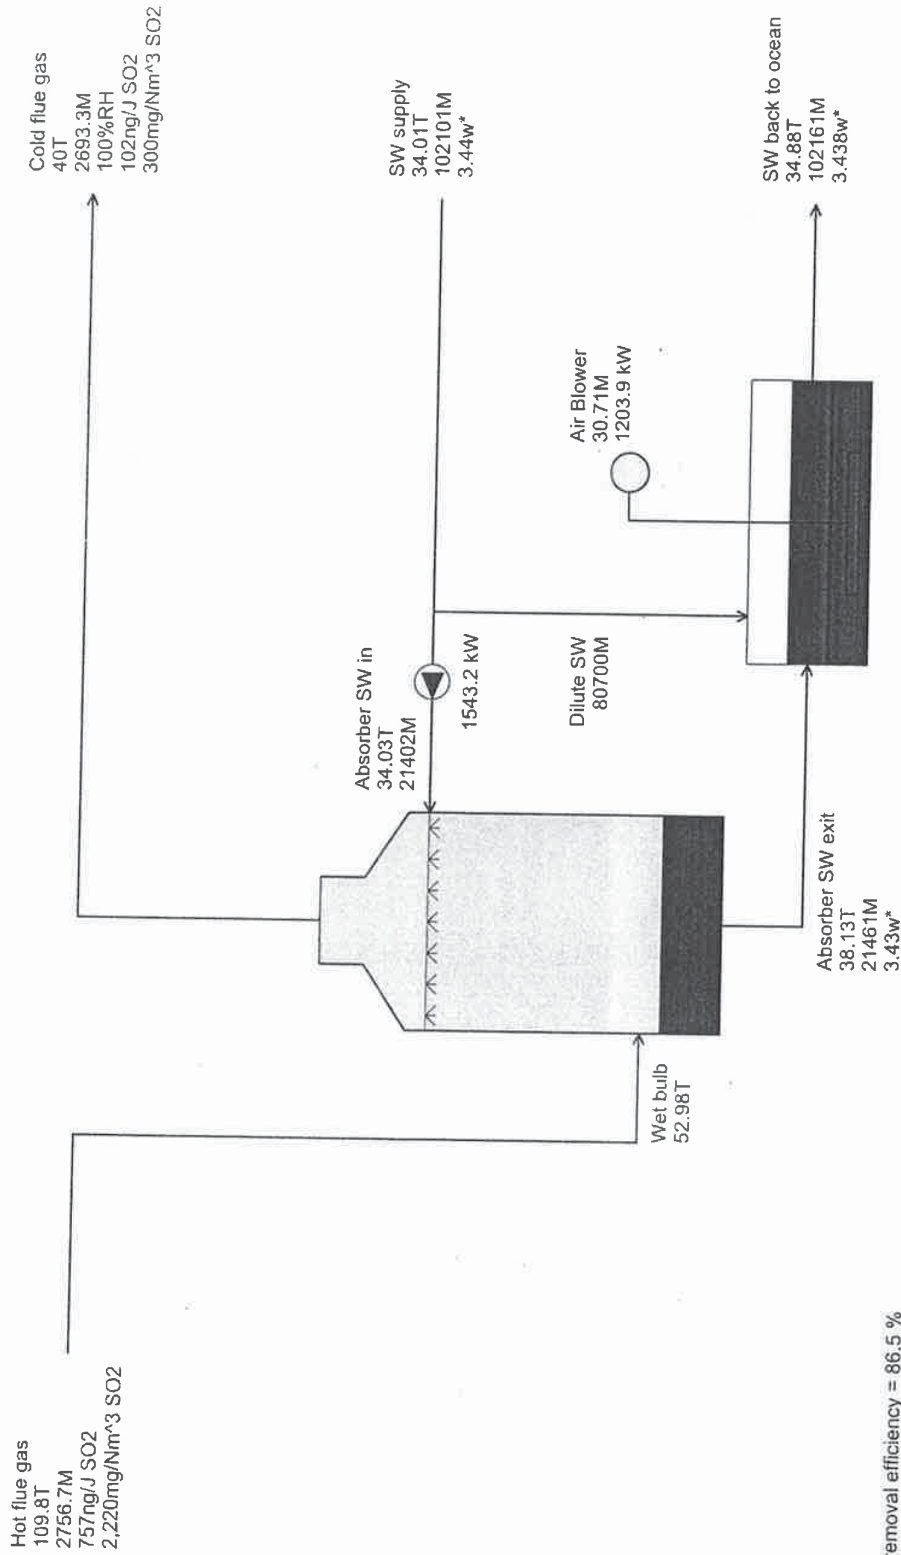 Hot flue gas
109.8T
2756.7M
757ng/J SO2
2,220mg/Nm^3 SO2
Cold flue gas
40T
2693.3M
100%RH
102ng/J SO2
300mg/Nm^3 SO2
Absorber SW in
34.03T
21402M
1543.2 kW
SW supply
34.01T
102101M
3.44w*
Wet bulb
52.98T
Dilute SW
80700M
Air Blower
30.71M
1203.9 kW
Absorber SW exit
38.13T
21461M
3.43w*
SW back to ocean
34.88T
102161M
3.438w*
removal efficiency = 86.5 %